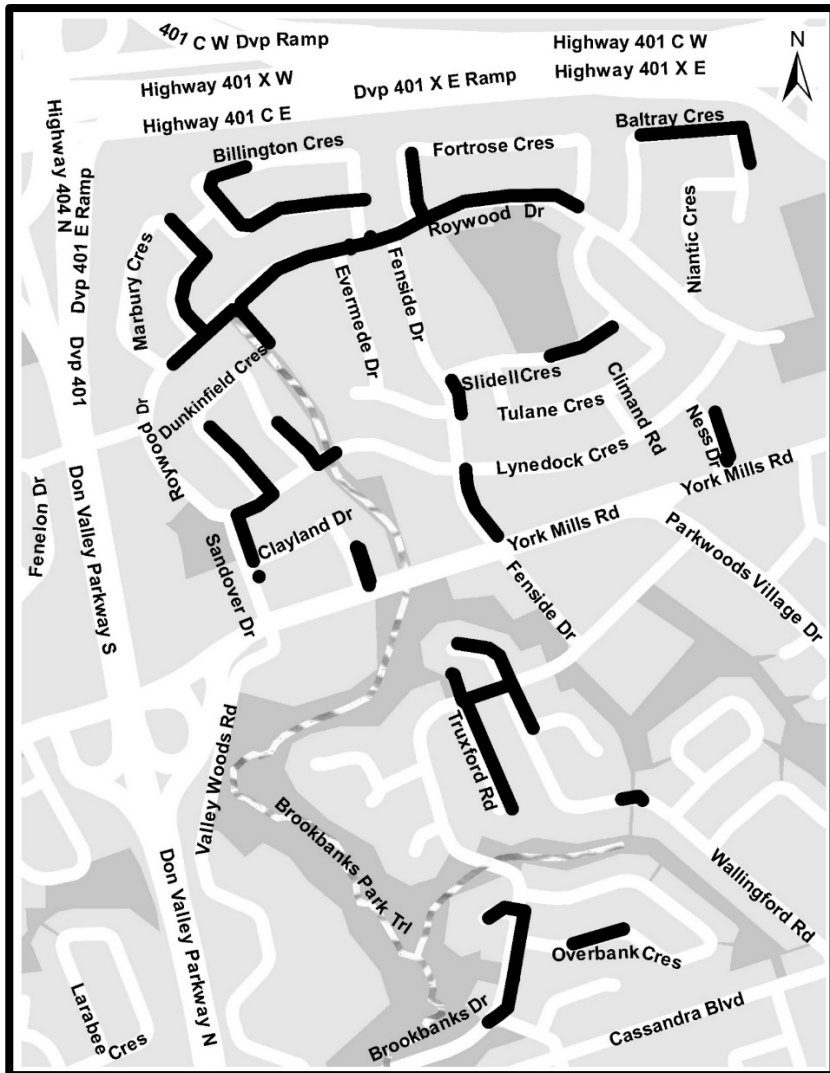 401 C W Dvp Ramp
Highway 401 C W
N
Highway 401 X W
Dvp 401 X E Ramp
Highway 401 X E
Highway 401 C E
Baltray Cres
Highway 404 N
Dvp 401 E Ramp
Billington Cres
Fortrose Cres
Roywood Dr
Niantic Cres
Marbury Cres
Evermede Dr
Fenside Dr
Dvp 401
Dunkinfield Cres
Slidell Cres
Climand Rd
Roywood Dr
Tulane Cres
Ness Dr
Lynedock Cres
York Mills Rd
Fenelon Dr
Don Valley Parkway S
Sandover Dr
Clayland Dr
York Mills Rd
Parkwoods Village Dr
Fenside Dr
Valley Woods Rd
Truxford Rd
Brookbanks Park Trl
Wallingford Rd
Don Valley Parkway N
Overbank Cres
Larabee
Cres
Brookbanks Dr
Cassandra Blvd